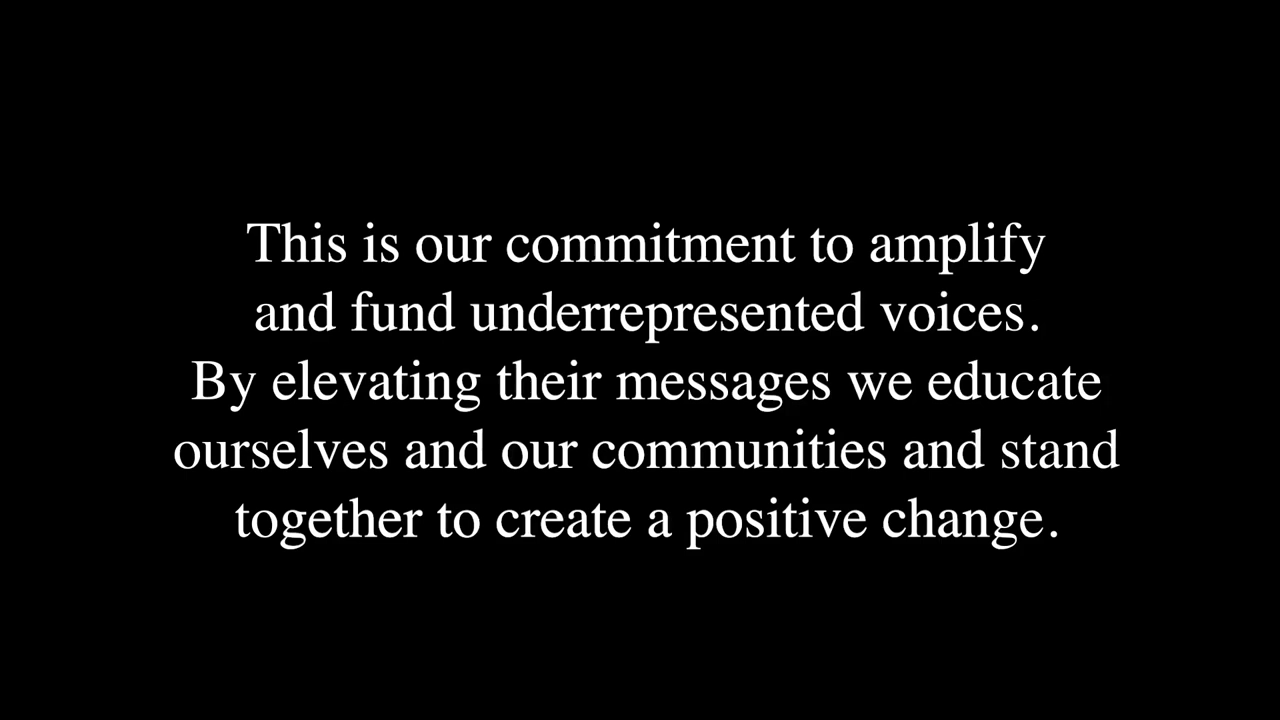 This is our commitment to amplify
and fund underrepresented voices.
By elevating their messages we educate
ourselves and our communities and stand
together to create a positive change.